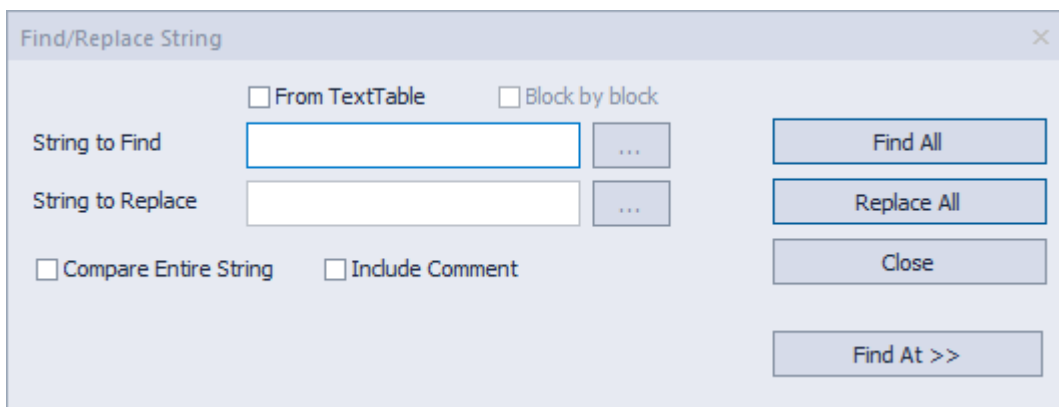 Find/Replace String
From TextTable Block by block
String to Find ... Find All
String to Replace ... Replace All
Compare Entire String Include Comment Close
Find At >>